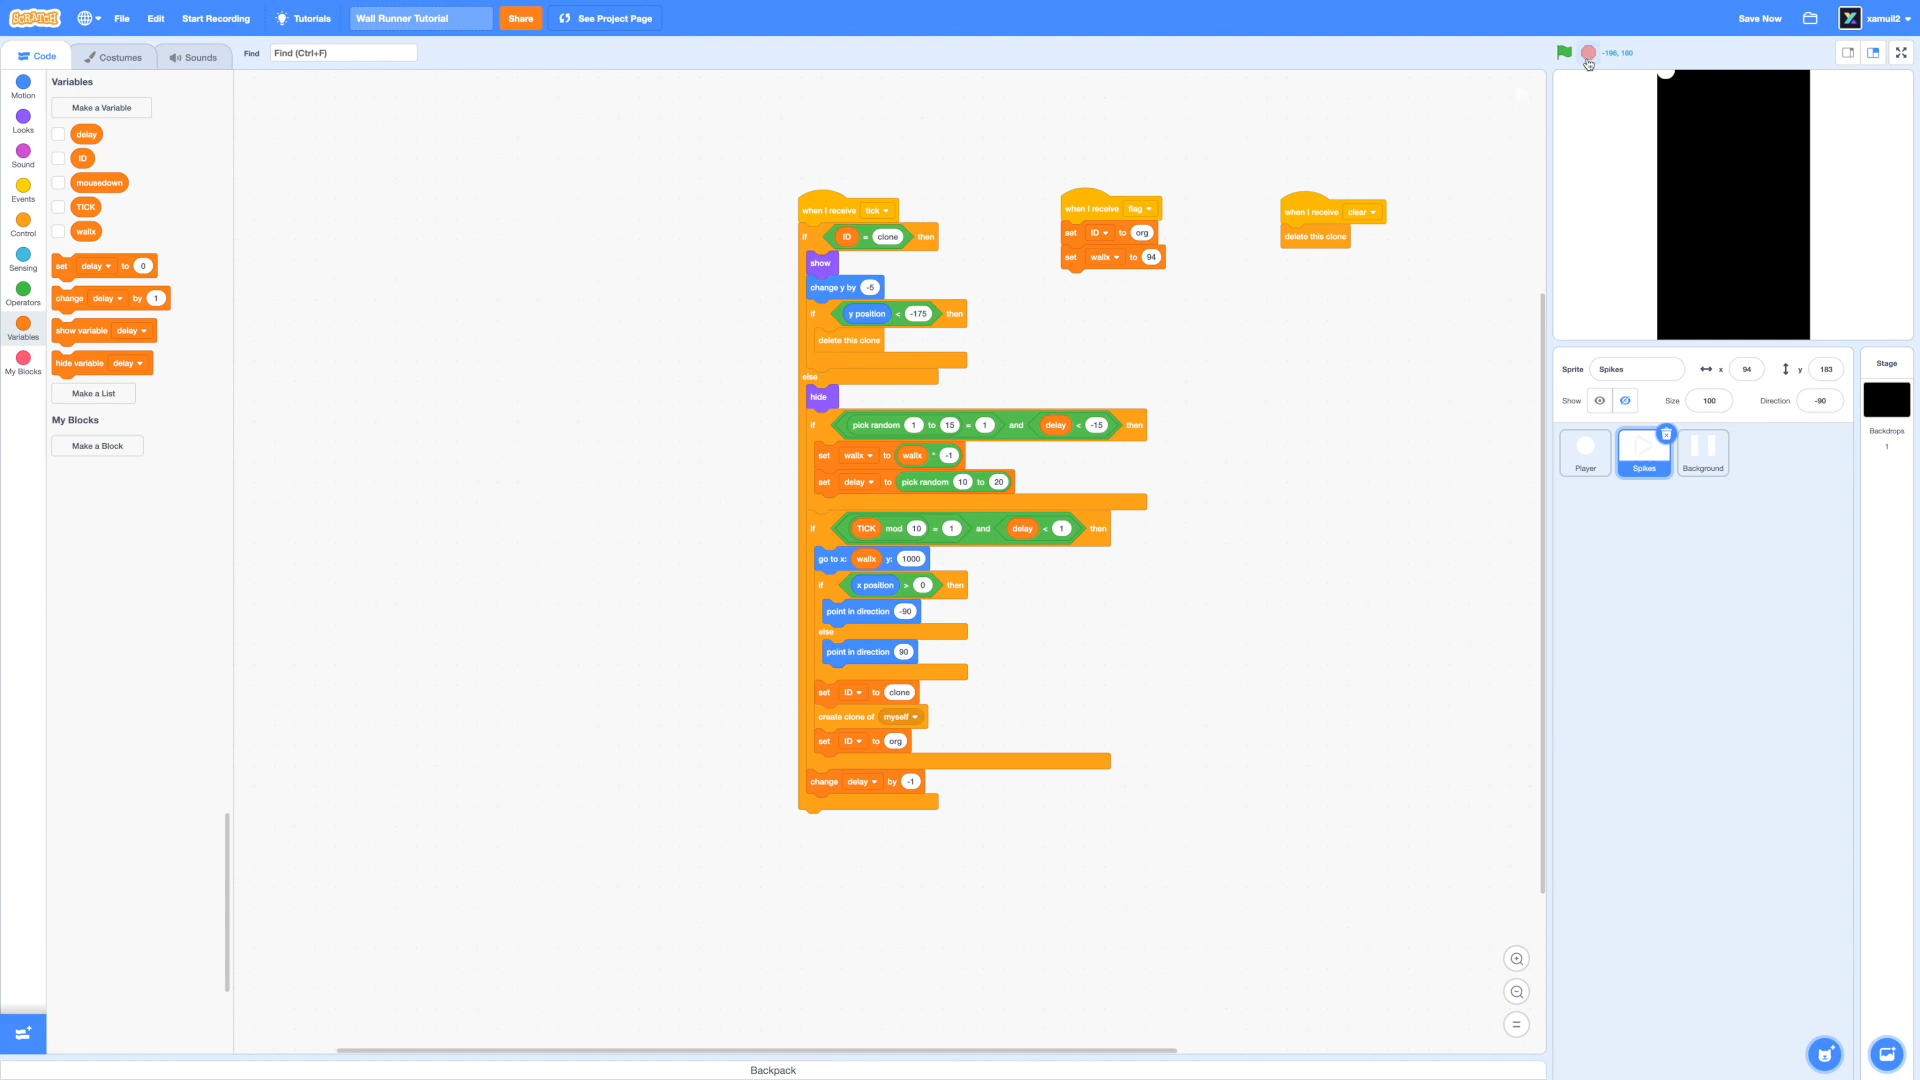 SCRATCH File Edit Start Recording Tutorials Wall Runner Tutorial Share See Project Page Save Now xamuil2
Code Costumes Sounds Find Find (Ctrl+F) -196, 160
Motion
Looks
Sound
Events
Control
Sensing
Operators
Variables
My Blocks
Variables
Make a Variable
delay
ID
mousedown
TICK
wallx
set delay to 0
change delay by 1
show variable delay
hide variable delay
Make a List
My Blocks
Make a Block
when I receive tick
if ID = clone then
show
change y by -5
if y position < -175 then
delete this clone
else
hide
if pick random 1 to 15 = 1 and delay < -15 then
set wallx to wallx * -1
set delay to pick random 10 to 20
if TICK mod 10 = 1 and delay < 1 then
go to x: wallx y: 1000
if x position > 0 then
point in direction -90
else
point in direction 90
set ID to clone
create clone of myself
set ID to org
change delay by -1
when I receive flag
set ID to org
set wallx to 94
when I receive clear
delete this clone
Sprite Spikes x 94 y 183
Show Size 100 Direction -90
Player Spikes Background
Stage
Backdrops
1
Backpack